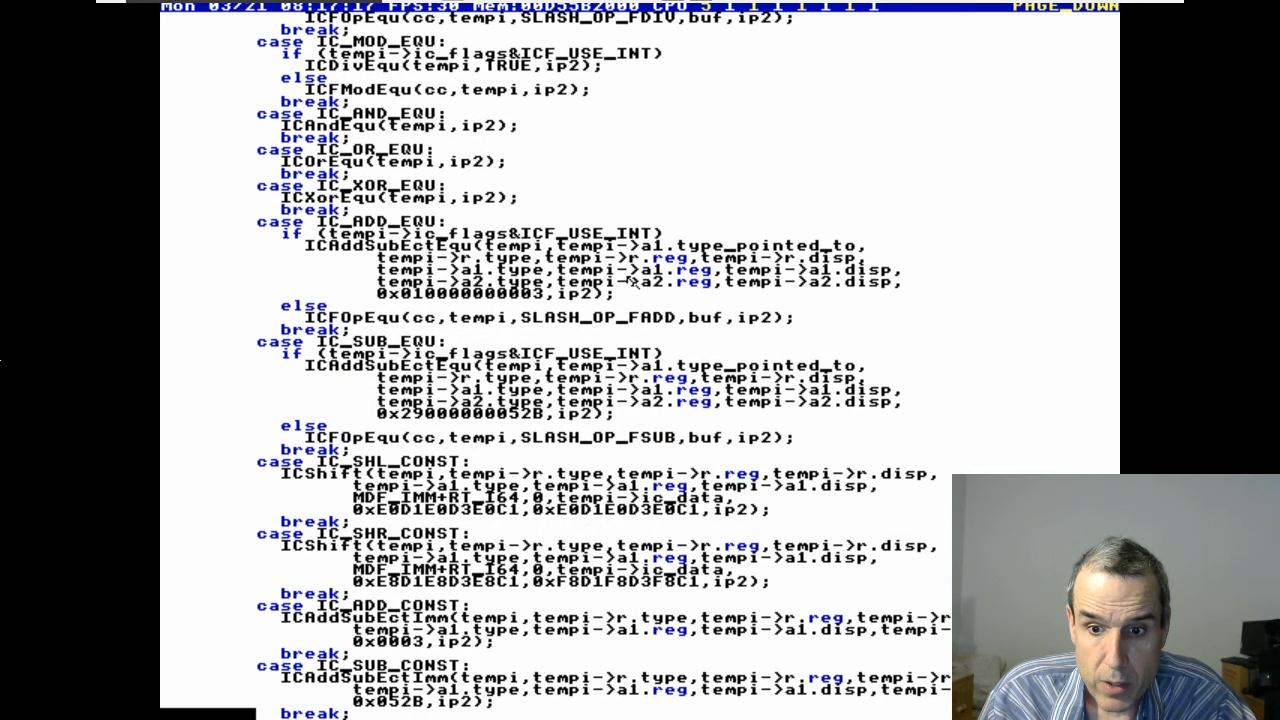 Mon 03/21 08:17:17 FPS:30 Mem:00D55B2000 CPU 5 1 1 1 1 1 1 1 PAGE_DOWN
ICFOpEqu(cc,tempi,SLASH_OP_FDIV,buf,ip2);
break;
case IC_MOD_EQU:
if (tempi->ic_flags&ICF_USE_INT)
ICDivEqu(tempi,TRUE,ip2);
else
ICFModEqu(cc,tempi,ip2);
break;
case IC_AND_EQU:
ICAndEqu(tempi,ip2);
break;
case IC_OR_EQU:
ICOrEqu(tempi,ip2);
break;
case IC_XOR_EQU:
ICXorEqu(tempi,ip2);
break;
case IC_ADD_EQU:
if (tempi->ic_flags&ICF_USE_INT)
ICAddSubEctEqu(tempi,tempi->a1.type_pointed_to,
tempi->r.type,tempi->r.reg,tempi->r.disp,
tempi->a1.type,tempi->a1.reg,tempi->a1.disp,
tempi->a2.type,tempi->a2.reg,tempi->a2.disp,
0x010000000003,ip2);
else
ICFOpEqu(cc,tempi,SLASH_OP_FADD,buf,ip2);
break;
case IC_SUB_EQU:
if (tempi->ic_flags&ICF_USE_INT)
ICAddSubEctEqu(tempi,tempi->a1.type_pointed_to,
tempi->r.type,tempi->r.reg,tempi->r.disp,
tempi->a1.type,tempi->a1.reg,tempi->a1.disp,
tempi->a2.type,tempi->a2.reg,tempi->a2.disp,
0x29000000052B,ip2);
else
ICFOpEqu(cc,tempi,SLASH_OP_FSUB,buf,ip2);
break;
case IC_SHL_CONST:
ICShift(tempi,tempi->r.type,tempi->r.reg,tempi->r.disp,
tempi->a1.type,tempi->a1.reg,tempi->a1.disp,
MDF_IMM+RT_I64,0,tempi->ic_data,
0xE0D1E0D3E0C1,0xE0D1E0D3E0C1,ip2);
break;
case IC_SHR_CONST:
ICShift(tempi,tempi->r.type,tempi->r.reg,tempi->r.disp,
tempi->a1.type,tempi->a1.reg,tempi->a1.disp,
MDF_IMM+RT_I64,0,tempi->ic_data,
0xE8D1E8D3E8C1,0xF8D1F8D3F8C1,ip2);
break;
case IC_ADD_CONST:
ICAddSubEctImm(tempi,tempi->r.type,tempi->r.reg,tempi->r
tempi->a1.type,tempi->a1.reg,tempi->a1.disp,tempi-
0x0003,ip2);
break;
case IC_SUB_CONST:
ICAddSubEctImm(tempi,tempi->r.type,tempi->r.reg,tempi->r
tempi->a1.type,tempi->a1.reg,tempi->a1.disp,tempi-
0x052B,ip2);
break;